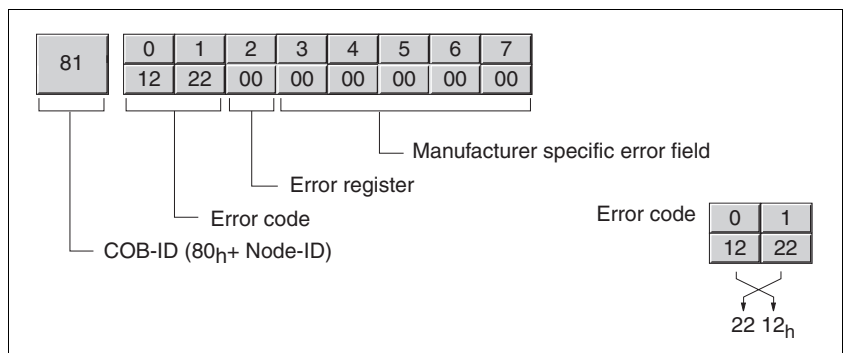 81
0 1 2 3 4 5 6 7
12 22 00 00 00 00 00 00
Manufacturer specific error field
Error register
Error code
COB-ID (80h+ Node-ID)
Error code
0 1
12 22
22 12h